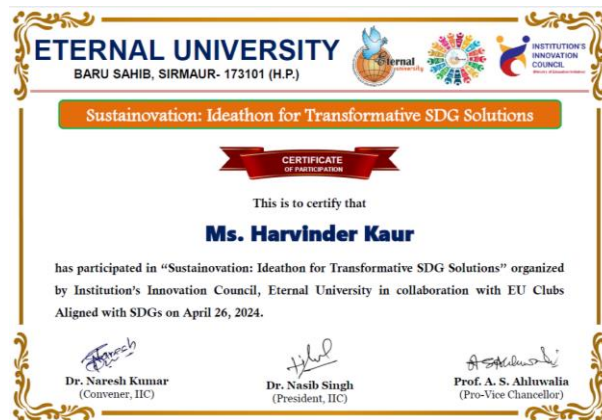 ETERNAL UNIVERSITY
BARU SAHIB, SIRMAUR- 173101 (H.P.)
Eternal
university
INSTITUTION'S
INNOVATION
COUNCIL
Sustainovation: Ideathon for Transformative SDG Solutions
CERTIFICATE
OF PARTICIPATION
This is to certify that
Ms. Harvinder Kaur
has participated in “Sustainovation: Ideathon for Transformative SDG Solutions” organized
by Institution’s Innovation Council, Eternal University in collaboration with EU Clubs
Aligned with SDGs on April 26, 2024.
Dr. Naresh Kumar
(Convener, IIC)
Dr. Nasib Singh
(President, IIC)
Prof. A. S. Ahluwalia
(Pro-Vice Chancellor)